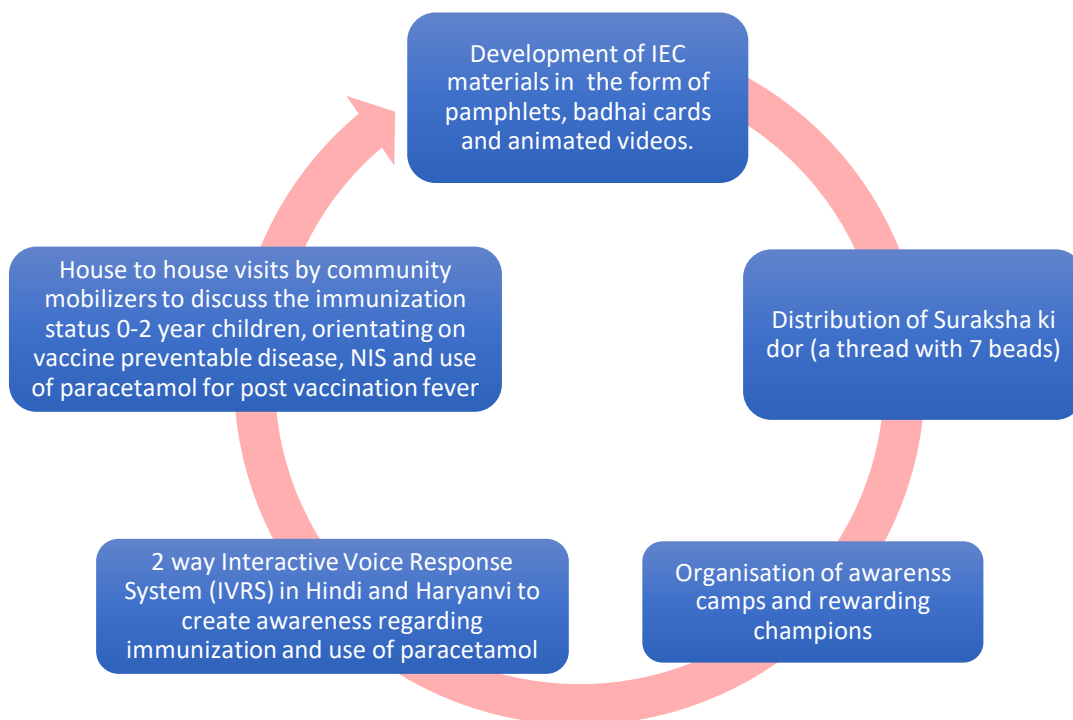 Development of IEC
materials in the form of
pamphlets, badhai cards
and animated videos.
Distribution of Suraksha ki
dor (a thread with 7 beads)
Organisation of awarenss
camps and rewarding
champions
2 way Interactive Voice Response
System (IVRS) in Hindi and Haryanvi to
create awareness regarding
immunization and use of paracetamol
House to house visits by community
mobilizers to discuss the immunization
status 0-2 year children, orientating on
vaccine preventable disease, NIS and use
of paracetamol for post vaccination fever